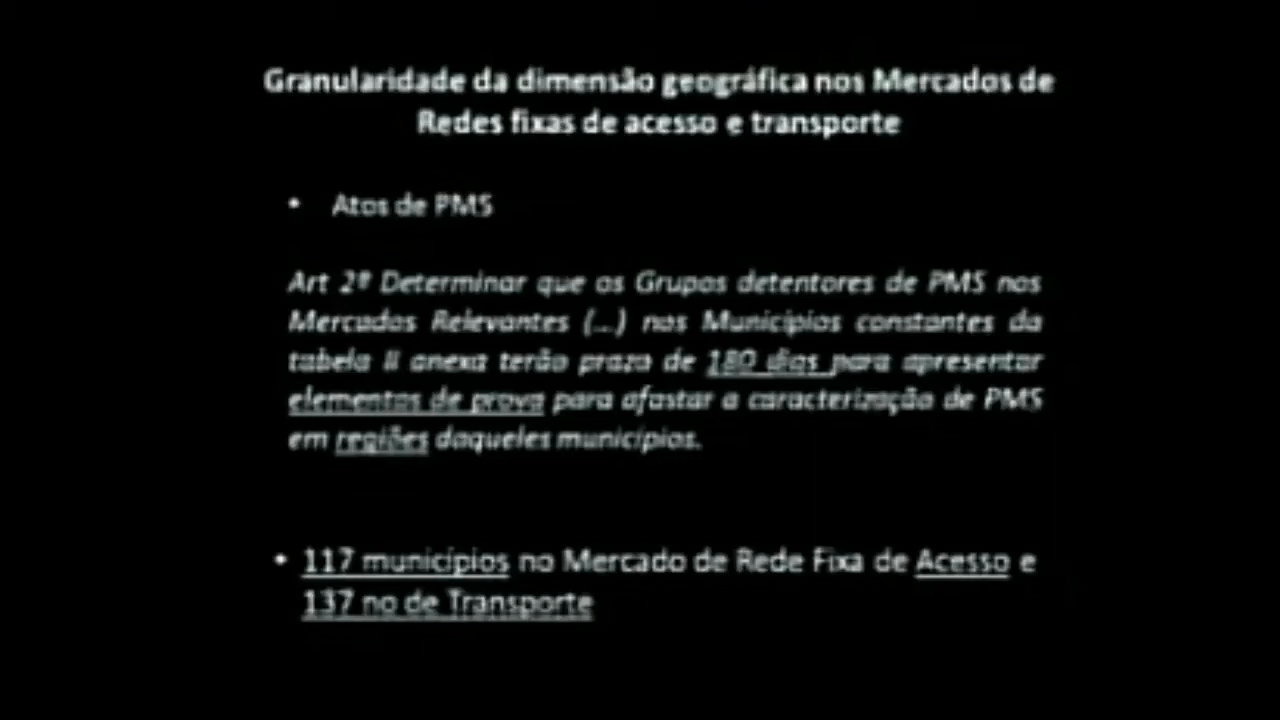 Granularidade da dimensão geográfica nos Mercados de
Redes fixas de acesso e transporte
• Atos de PMS
Art 2º Determinar que os Grupos detentores de PMS nos
Mercados Relevantes (...) nos Municípios constantes da
tabela II anexa terão prazo de 180 dias para apresentar
elementos de prova para afastar a caracterização de PMS
em regiões daqueles municípios.
• 117 municípios no Mercado de Rede Fixa de Acesso e
137 no de Transporte